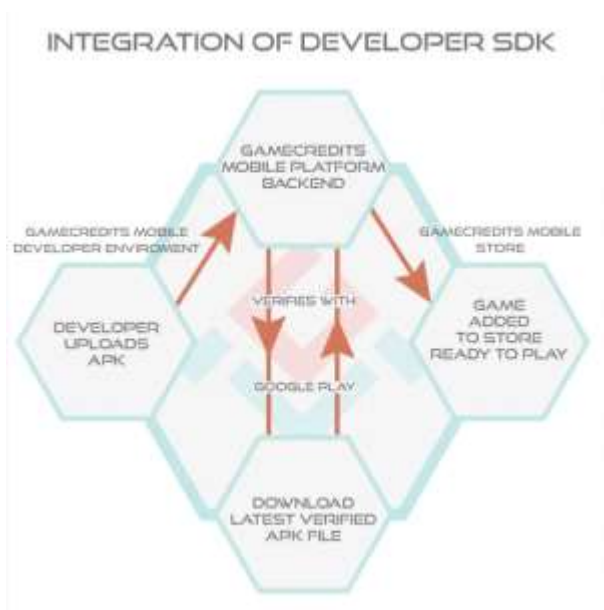 INTEGRATION OF DEVELOPER SDK
GAMECREDITS
MOBILE PLATFORM
BACKEND
GAMECREDITS MOBILE
DEVELOPER ENVIROMENT
GAMECREDITS MOBILE
STORE
VERIFIES WITH
DEVELOPER
UPLOADS
APK
GAME
ADDED
TO STORE
READY TO PLAY
GOOGLE PLAY
DOWNLOAD
LATEST VERIFIED
APK FILE